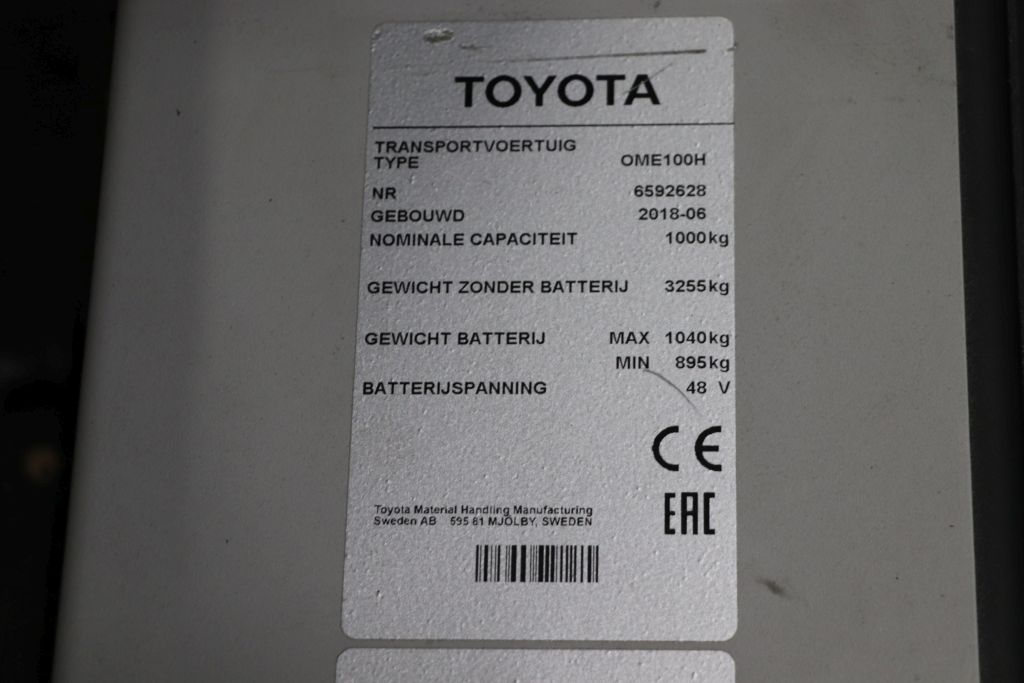 TOYOTA
TRANSPORTVOERTUIG
TYPE OME100H
NR 6592628
GEBOUWD 2018-06
NOMINALE CAPACITEIT 1000kg
GEWICHT ZONDER BATTERIJ 3255kg
GEWICHT BATTERIJ MAX 1040kg
MIN 895kg
BATTERIJSPANNING 48 V
CE
EAC
Toyota Material Handling Manufacturing
Sweden AB 595 81 MJÖLBY, SWEDEN